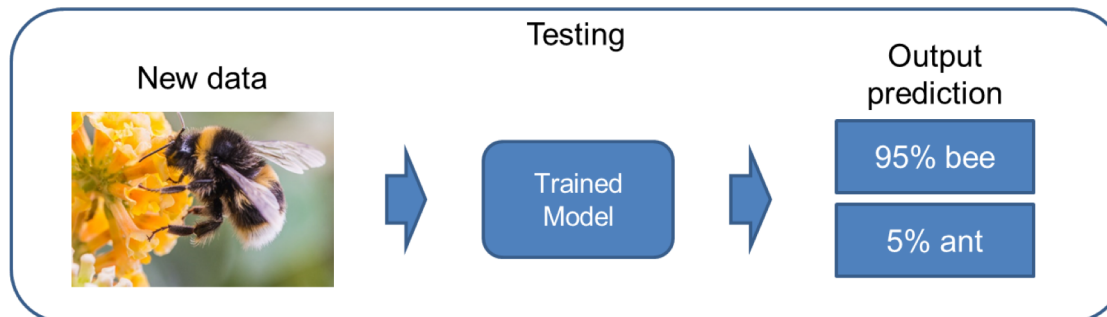 Testing
New data
Output
prediction
Trained
Model
95% bee
5% ant